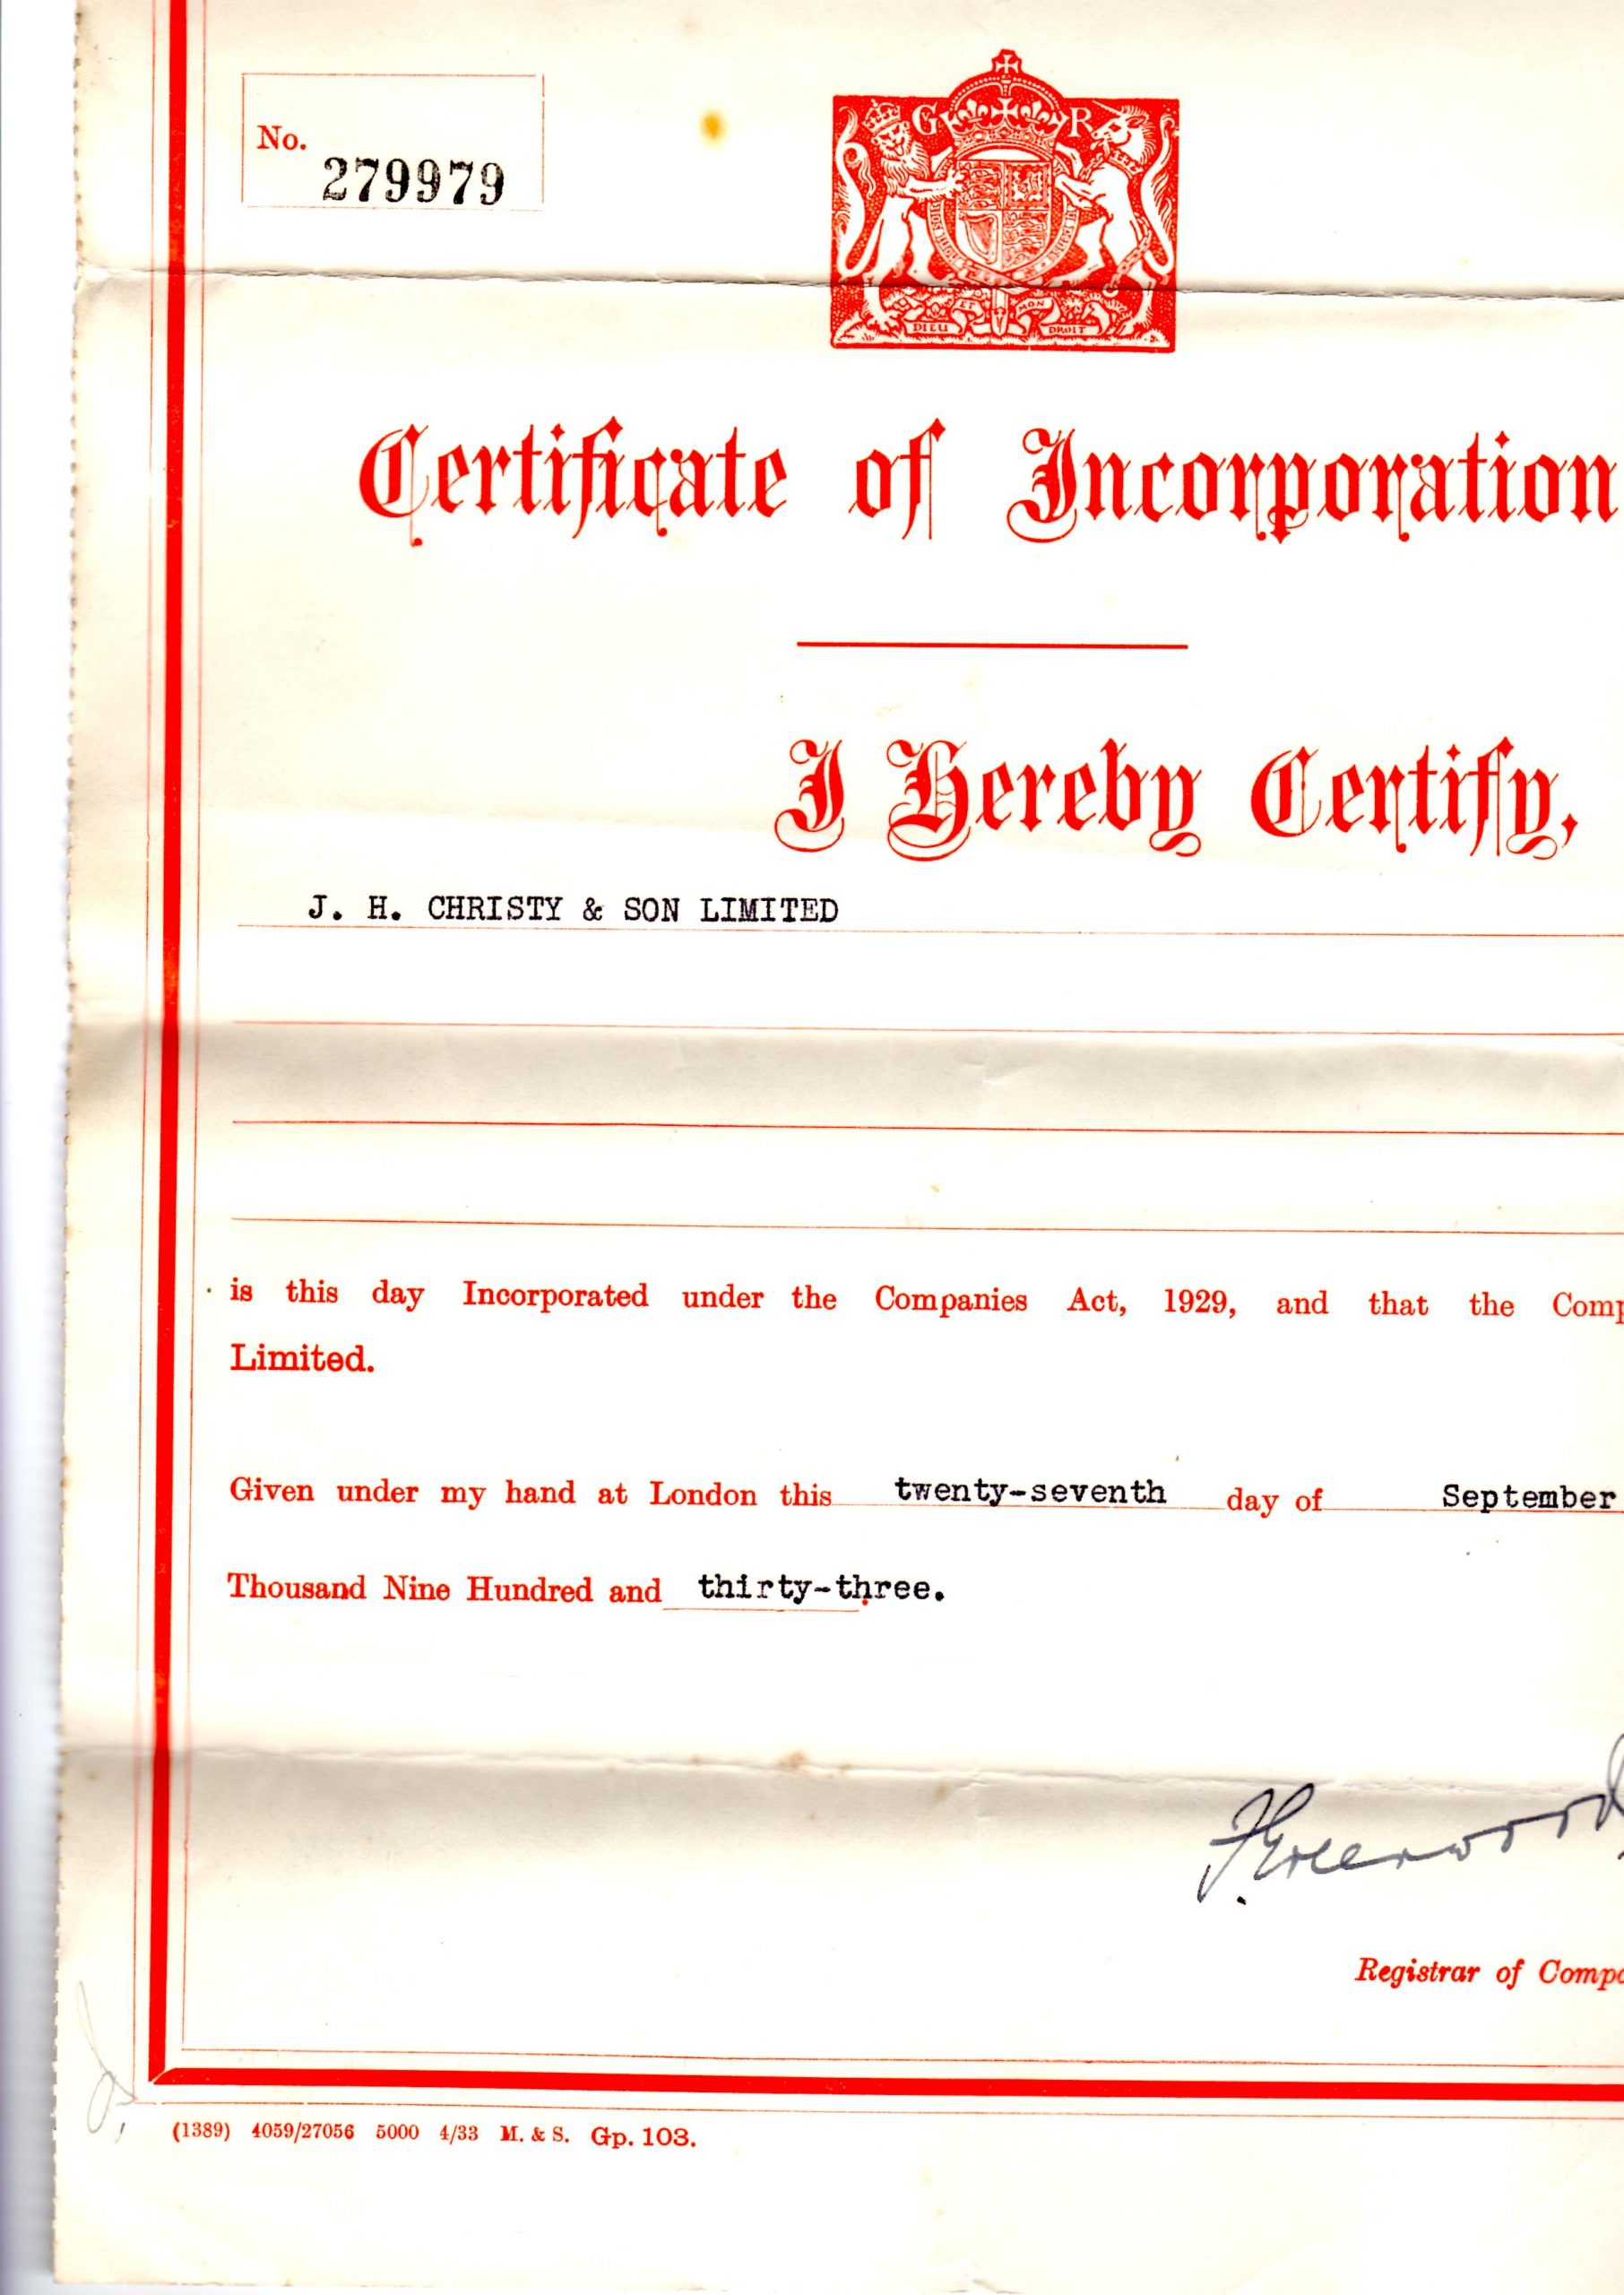 No.
279979
G R
DIEU ET MON DROIT
Certificate of Incorporation
I Hereby Certify,
J. H. CHRISTY & SON LIMITED
is this day Incorporated under the Companies Act, 1929, and that the Comp
Limited.
Given under my hand at London this twenty-seventh day of September
Thousand Nine Hundred and thirty-three.
F. Greenwood
Registrar of Compa
(1389) 4059/27056 5000 4/33 M. & S. Gp. 103.